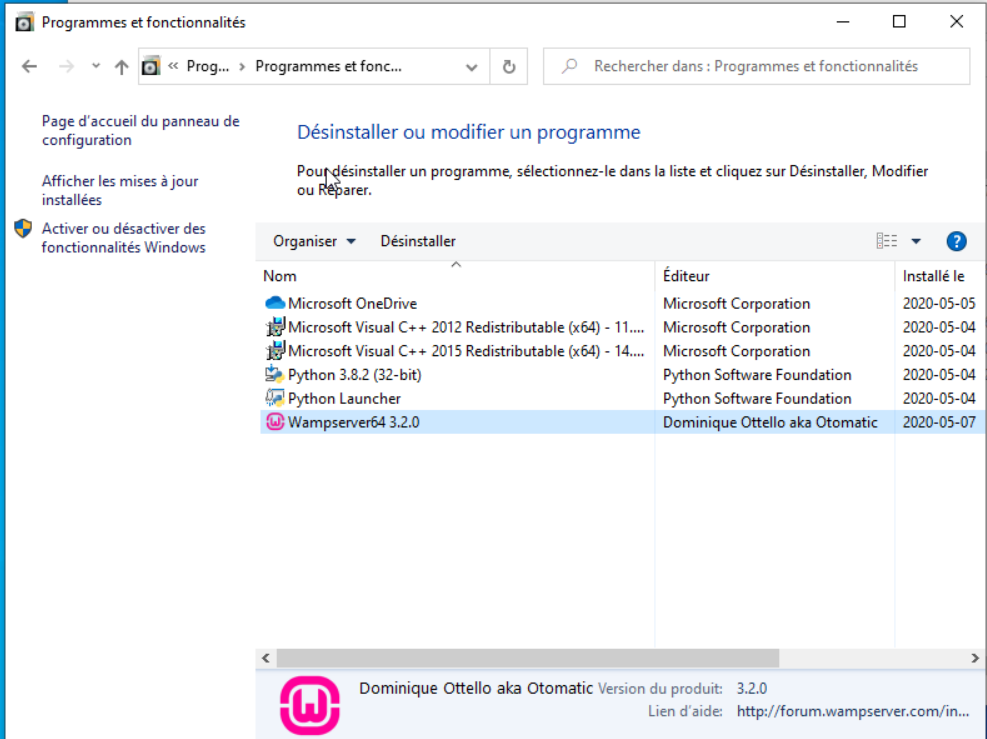 Programmes et fonctionnalités
« Prog... › Programmes et fonc...
Rechercher dans : Programmes et fonctionnalités
Page d'accueil du panneau de
configuration
Afficher les mises à jour
installées
Activer ou désactiver des
fonctionnalités Windows
Désinstaller ou modifier un programme
Pour désinstaller un programme, sélectionnez-le dans la liste et cliquez sur Désinstaller, Modifier
ou Réparer.
Organiser Désinstaller
Nom Éditeur Installé le
Microsoft OneDrive Microsoft Corporation 2020-05-05
Microsoft Visual C++ 2012 Redistributable (x64) - 11.... Microsoft Corporation 2020-05-04
Microsoft Visual C++ 2015 Redistributable (x64) - 14.... Microsoft Corporation 2020-05-04
Python 3.8.2 (32-bit) Python Software Foundation 2020-05-04
Python Launcher Python Software Foundation 2020-05-04
Wampserver64 3.2.0 Dominique Ottello aka Otomatic 2020-05-07
Dominique Ottello aka Otomatic Version du produit: 3.2.0
Lien d'aide: http://forum.wampserver.com/in...